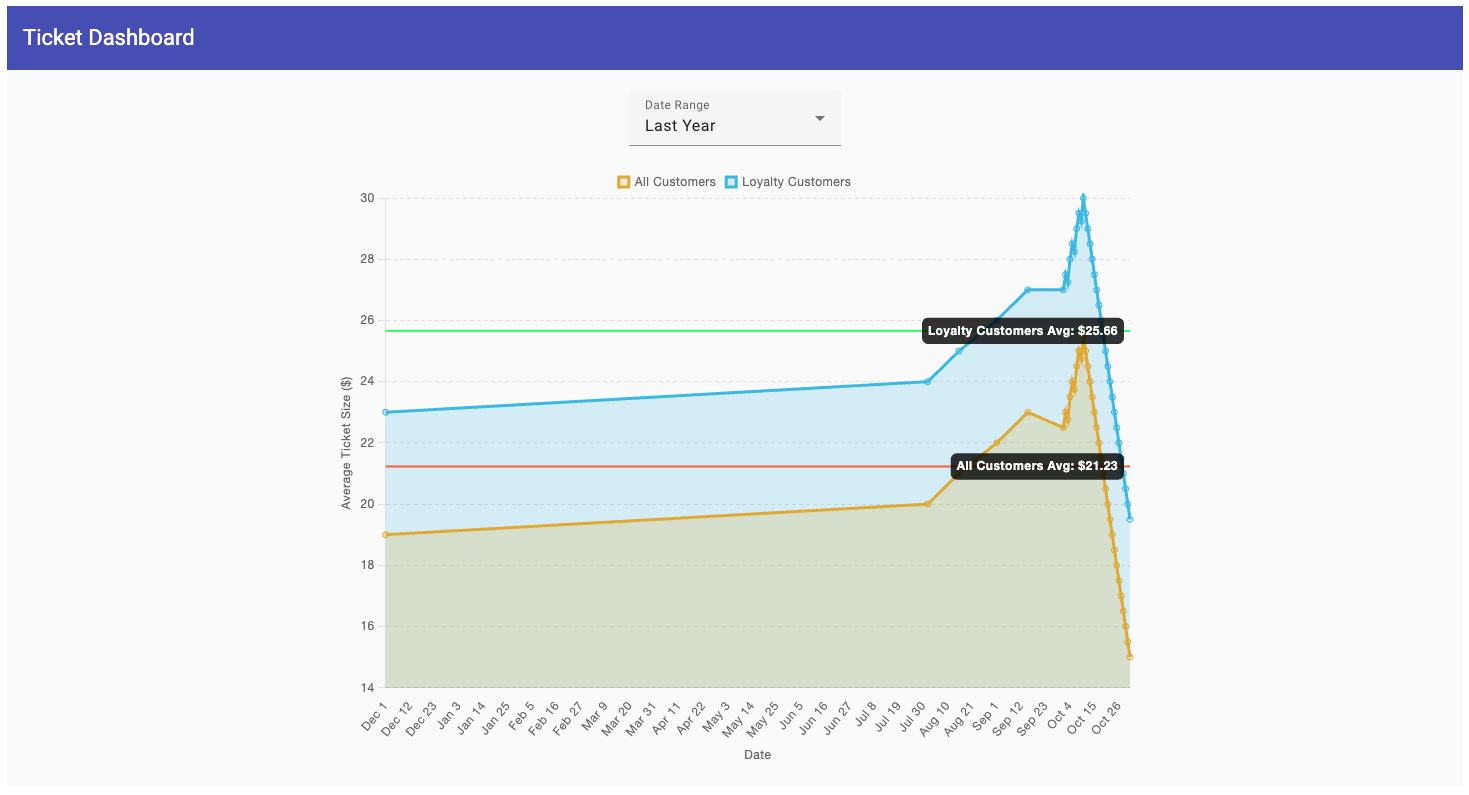 Ticket Dashboard
Date Range
Last Year
All Customers Loyalty Customers
30
28
26
24
22
20
18
16
14
Average Ticket Size ($)
Loyalty Customers Avg: $25.66
All Customers Avg: $21.23
Dec 1 Dec 12 Dec 23 Jan 3 Jan 14 Jan 25 Feb 5 Feb 16 Feb 27 Mar 9 Mar 20 Mar 31 Apr 11 Apr 22 May 3 May 14 May 25 Jun 5 Jun 16 Jun 27 Jul 8 Jul 19 Jul 30 Aug 10 Aug 21 Sep 1 Sep 12 Sep 23 Oct 4 Oct 15 Oct 26
Date